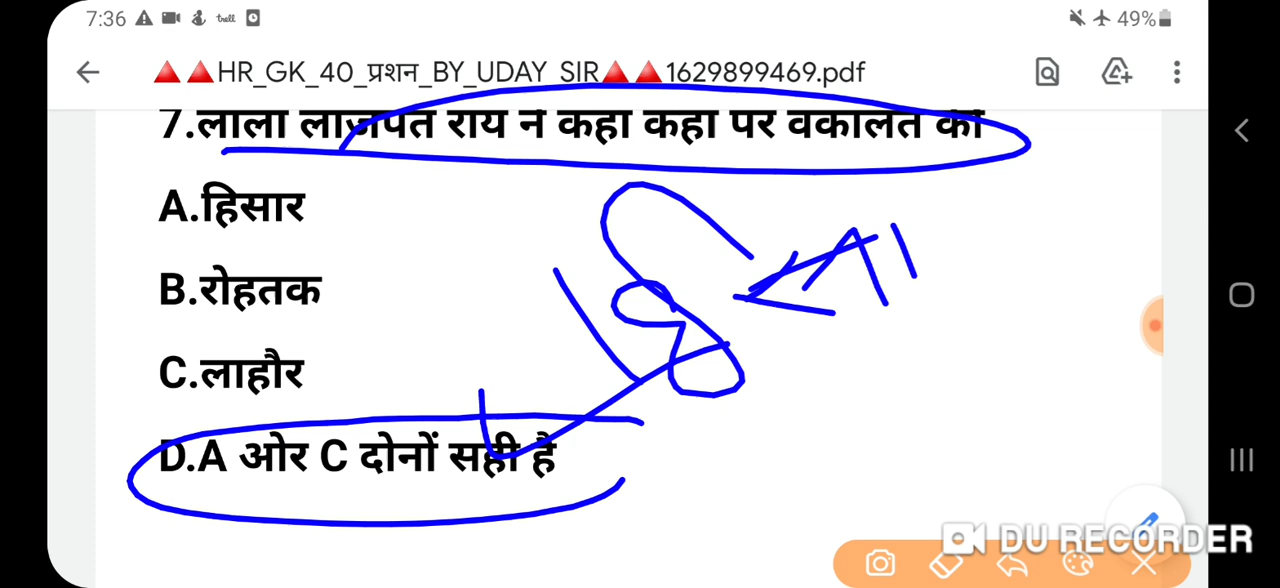 7:36 trell 49%
HR_GK_40_प्रशन_BY_UDAY_SIR🔺🔺1629899469.pdf
7.लाला लाजपत राय ने कहा कहा पर वकालत की
A.हिसार
B.रोहतक
C.लाहौर
D.A ओर C दोनों सही है
DU RECORDER